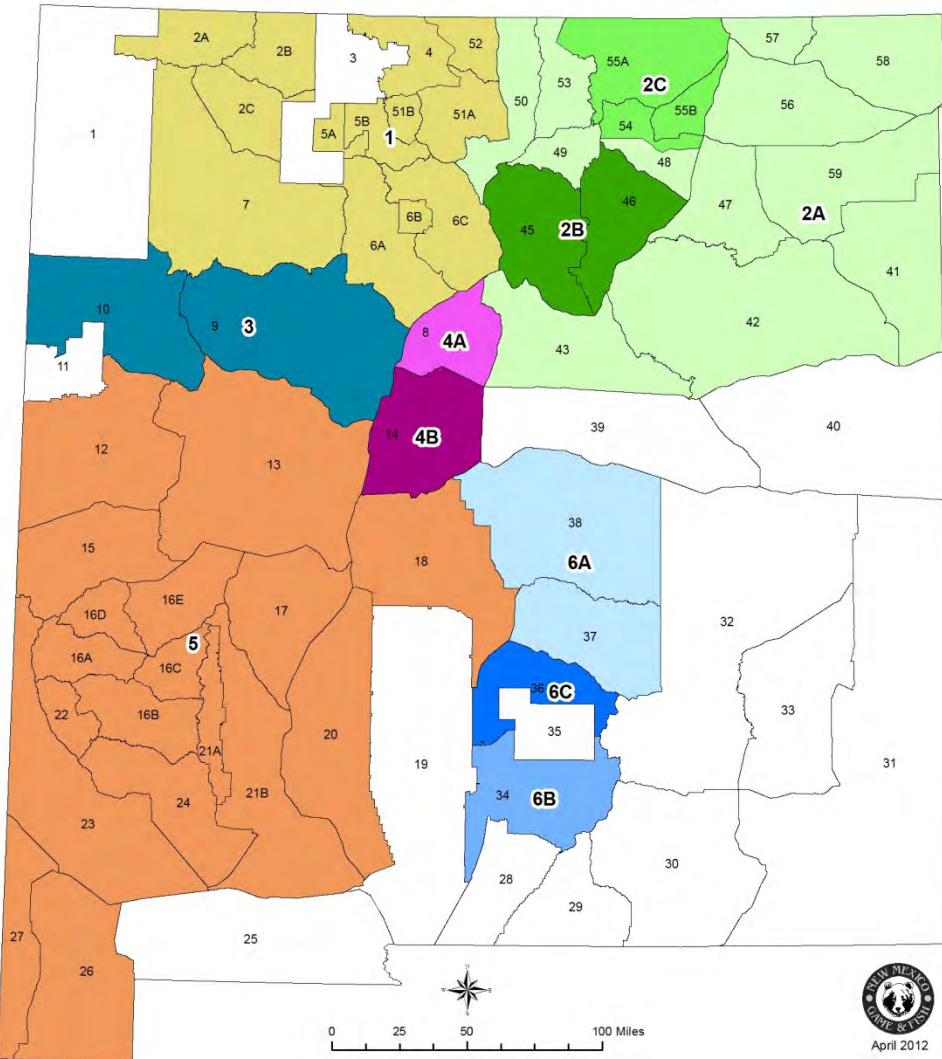 2A
2B
3
4
52
50
53
55A
2C
57
58
1
2C
5A
5B
51B
1
51A
54
55B
56
49
48
59
7
6A
6B
6C
45
2B
46
47
2A
41
10
9
3
8
4A
43
42
11
12
13
14
4B
39
40
15
18
38
6A
16D
16E
17
37
32
16A
16C
5
36
6C
33
22
16B
21A
21B
20
19
35
31
23
24
34
6B
28
29
30
27
26
25
N
W
E
S
0
25
50
100 Miles
NEW MEXICO
GAME & FISH
April 2012